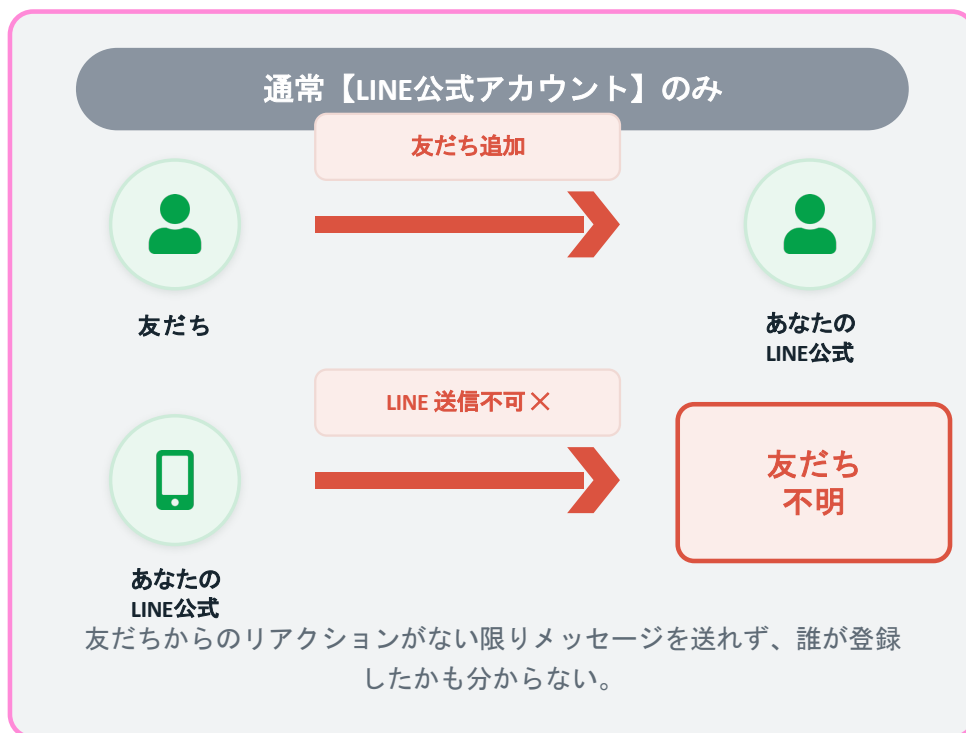 通常【LINE公式アカウント】のみ
友だち追加
友だち
あなたの
LINE公式
LINE 送信不可×
友だち
不明
あなたの
LINE公式
友だちからのリアクションがない限りメッセージを送れず、誰が登録
したかも分からない。